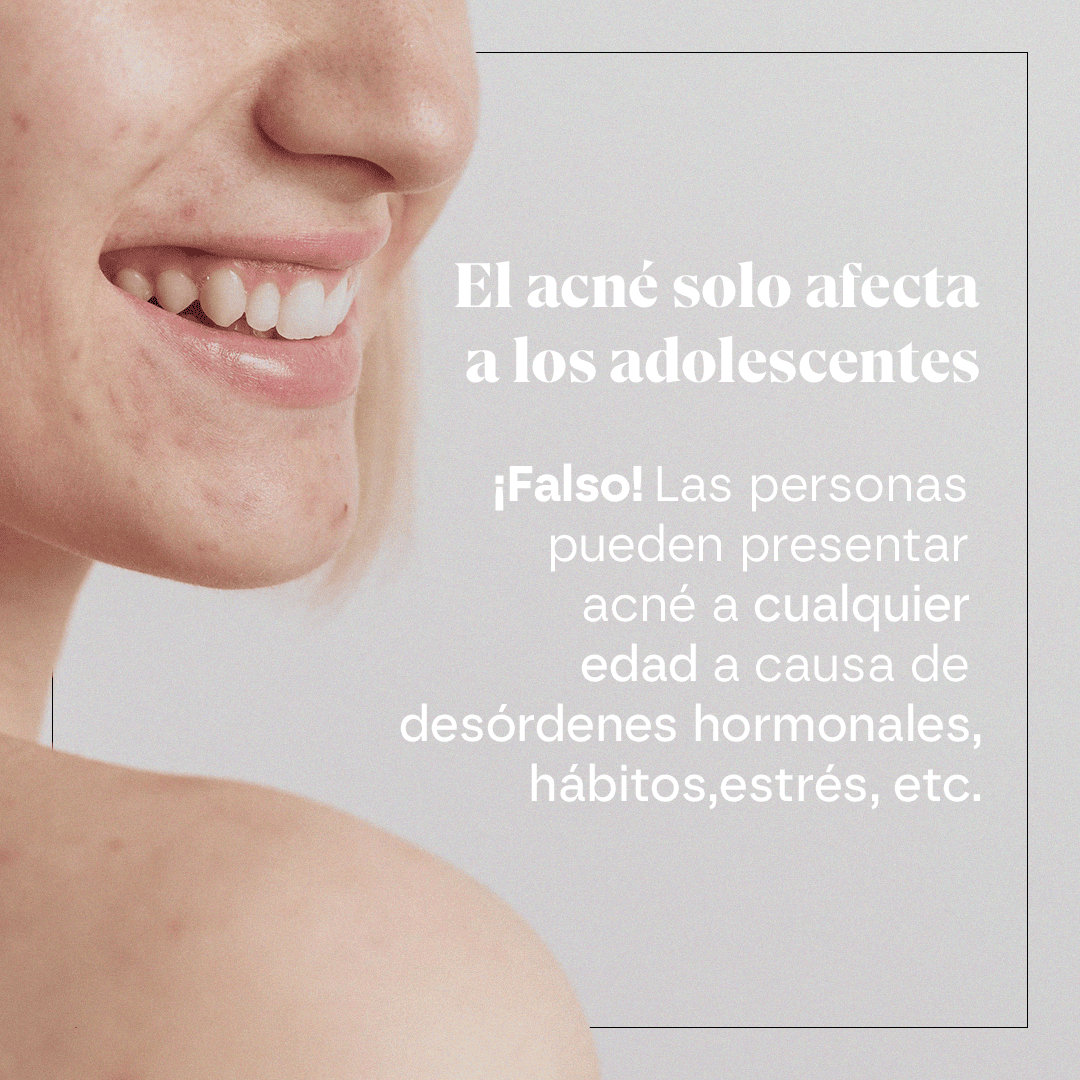 El acné solo afecta
a los adolescentes
¡Falso! Las personas
pueden presentar
acné a cualquier
edad a causa de
desórdenes hormonales,
hábitos,estrés, etc.